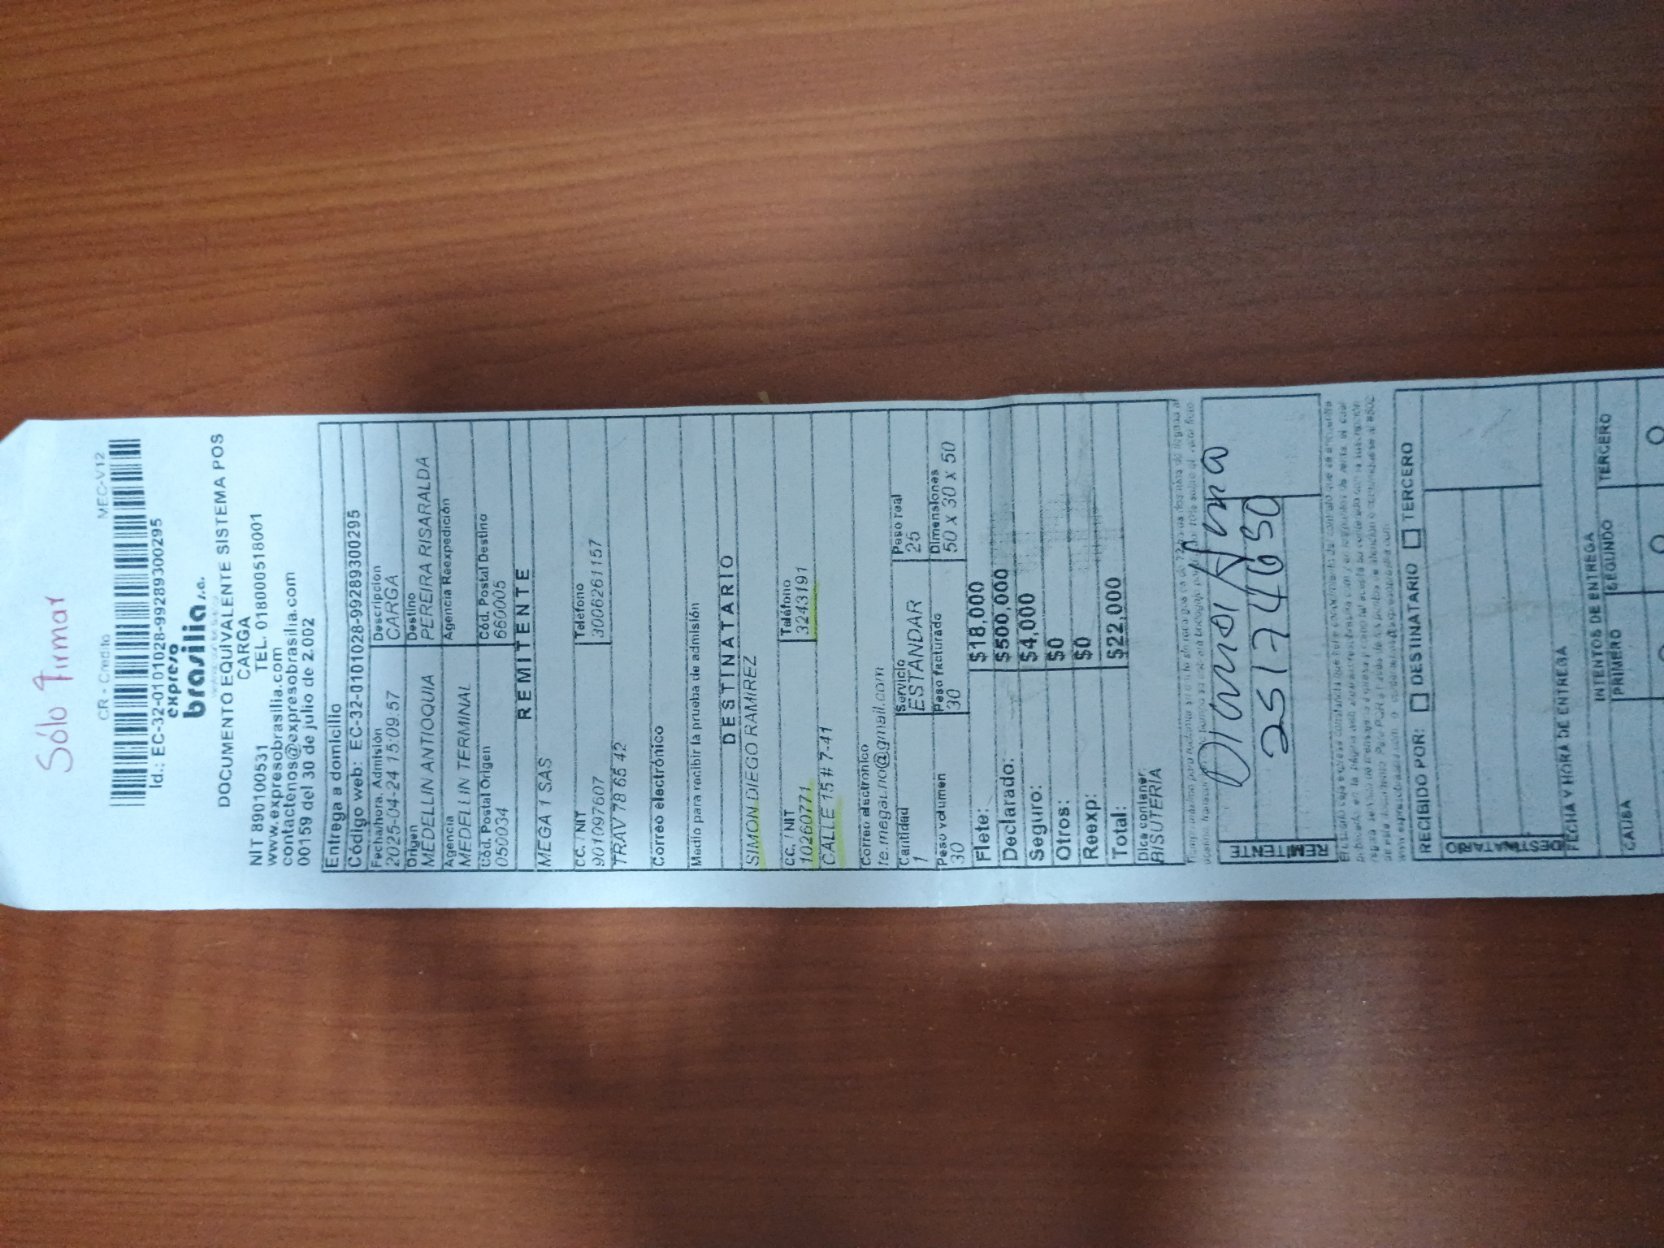 Sólo Firmar
CR - Credito MEC-V12
Id.: EC-32-0101028-99289300295
expreso
brasilia s.a.
DOCUMENTO EQUIVALENTE SISTEMA POS
CARGA
NIT 890100531 TEL. 018000518001
www.expresobrasilia.com
contactenos@expresobrasilia.com
00159 del 30 de julio de 2.002
Entrega a domicilio
Código web: EC-32-0101028-99289300295
Fecha/hora Admisión Descripción
2025-04-24 15:09:57 CARGA
Origen Destino
MEDELLIN ANTIOQUIA PEREIRA RISARALDA
Agencia Agencia Reexpedición
MEDELLIN TERMINAL
Cód. Postal Origen Cód. Postal Destino
050034 660005
REMITENTE
MEGA 1 SAS
CC. / NIT Teléfono
901097607 3006261157
TRAV 78 65 42
Correo electrónico
Medio para recibir la prueba de admisión
DESTINATARIO
SIMON DIEGO RAMIREZ
CC. / NIT Teléfono
10260771 3243191
CALLE 15 # 7-41
Correo electrónico
re.megauno@gmail.com
Cantidad Servicio Peso real
1 ESTANDAR 25
Peso volumen Peso facturado Dimensiones
30 30 50 x 30 x 50
Flete: $18,000
Declarado: $500,000
Seguro: $4,000
Otros: $0
Reexp: $0
Total: $22,000
Dice contener:
BISUTERIA
REMITENTE
25174650
RECIBIDO POR: DESTINATARIO TERCERO
DESTINATARIO
FECHA Y HORA DE ENTREGA
INTENTOS DE ENTREGA
CAUSA PRIMERO SEGUNDO TERCERO